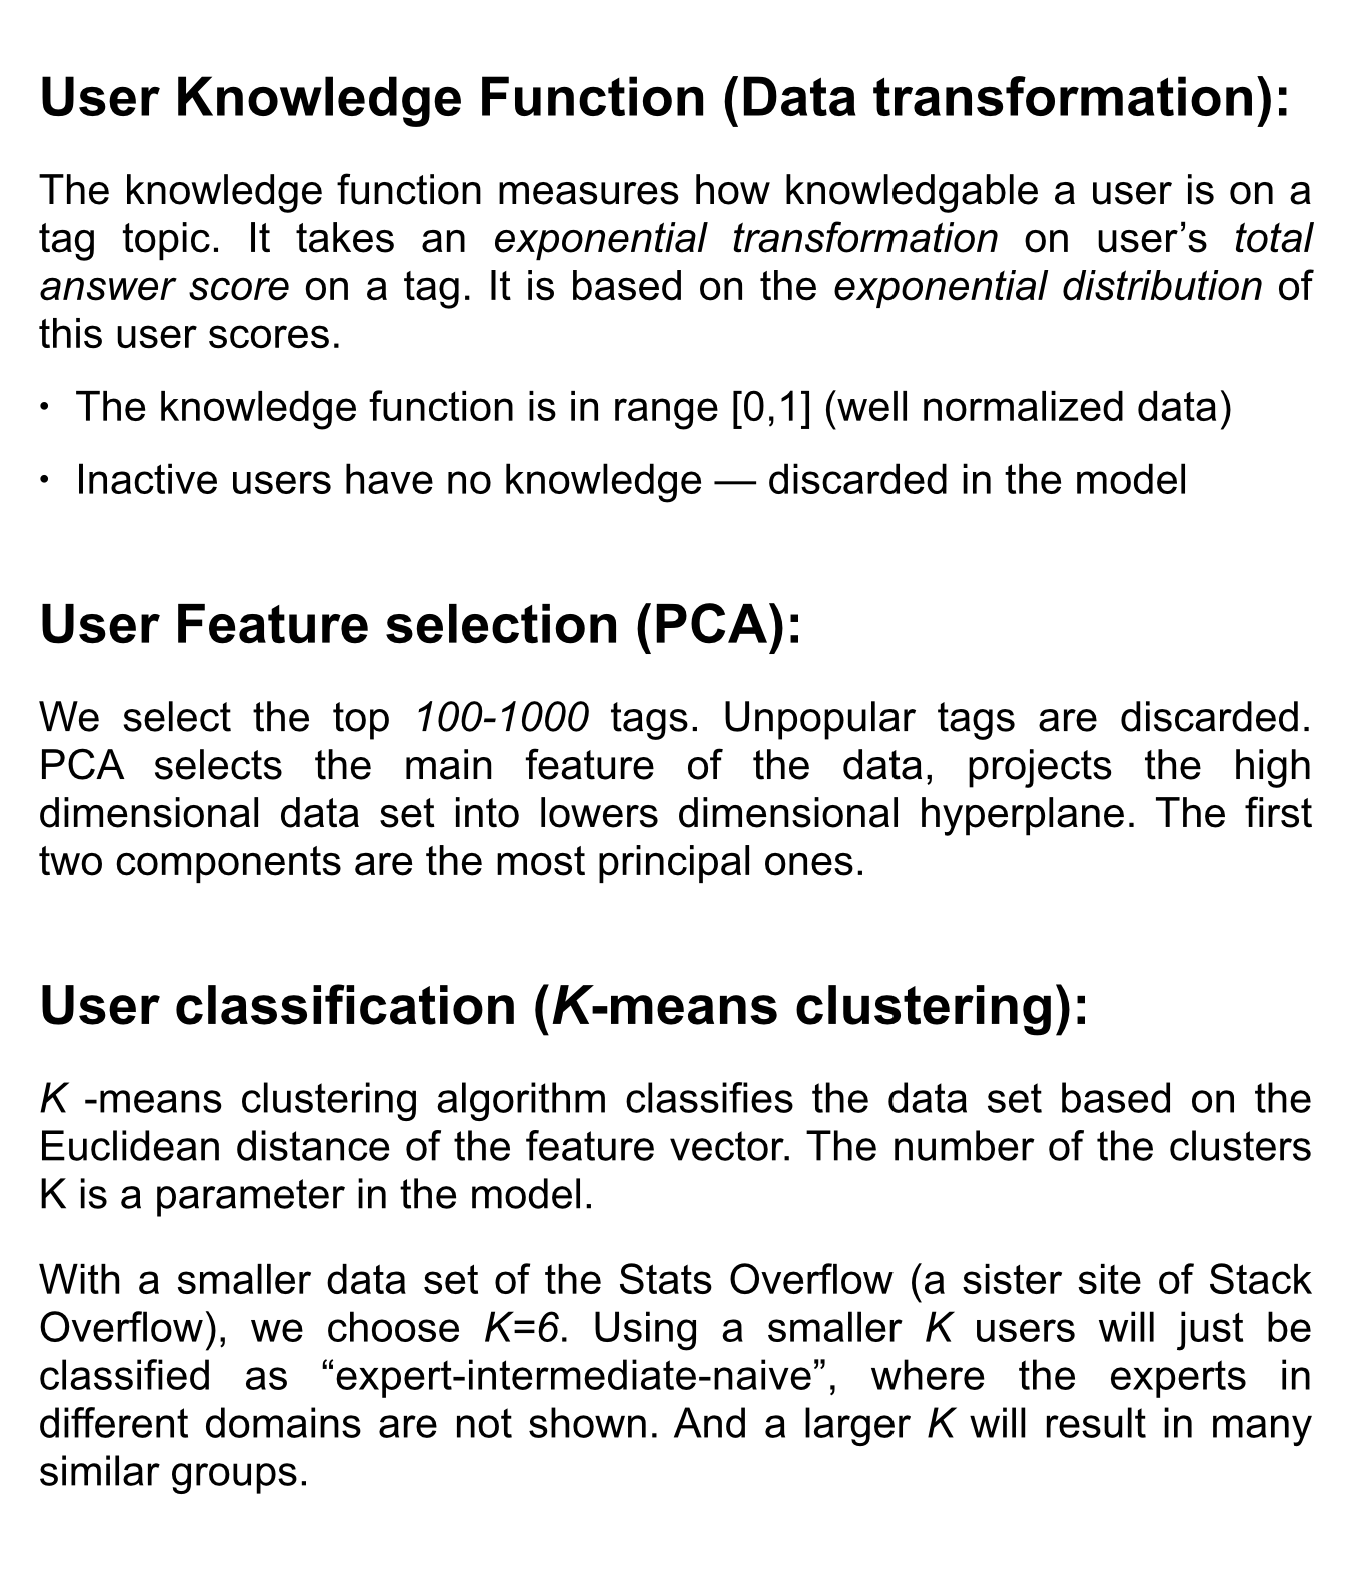 User Knowledge Function (Data transformation):
The knowledge function measures how knowledgable a user is on a
tag topic. It takes an exponential transformation on user’s total
answer score on a tag. It is based on the exponential distribution of
this user scores.
• The knowledge function is in range [0,1] (well normalized data)
• Inactive users have no knowledge — discarded in the model
User Feature selection (PCA):
We select the top 100-1000 tags. Unpopular tags are discarded.
PCA selects the main feature of the data, projects the high
dimensional data set into lowers dimensional hyperplane. The first
two components are the most principal ones.
User classification (K-means clustering):
K -means clustering algorithm classifies the data set based on the
Euclidean distance of the feature vector. The number of the clusters
K is a parameter in the model.
With a smaller data set of the Stats Overflow (a sister site of Stack
Overflow), we choose K=6. Using a smaller K users will just be
classified as “expert-intermediate-naive”, where the experts in
different domains are not shown. And a larger K will result in many
similar groups.